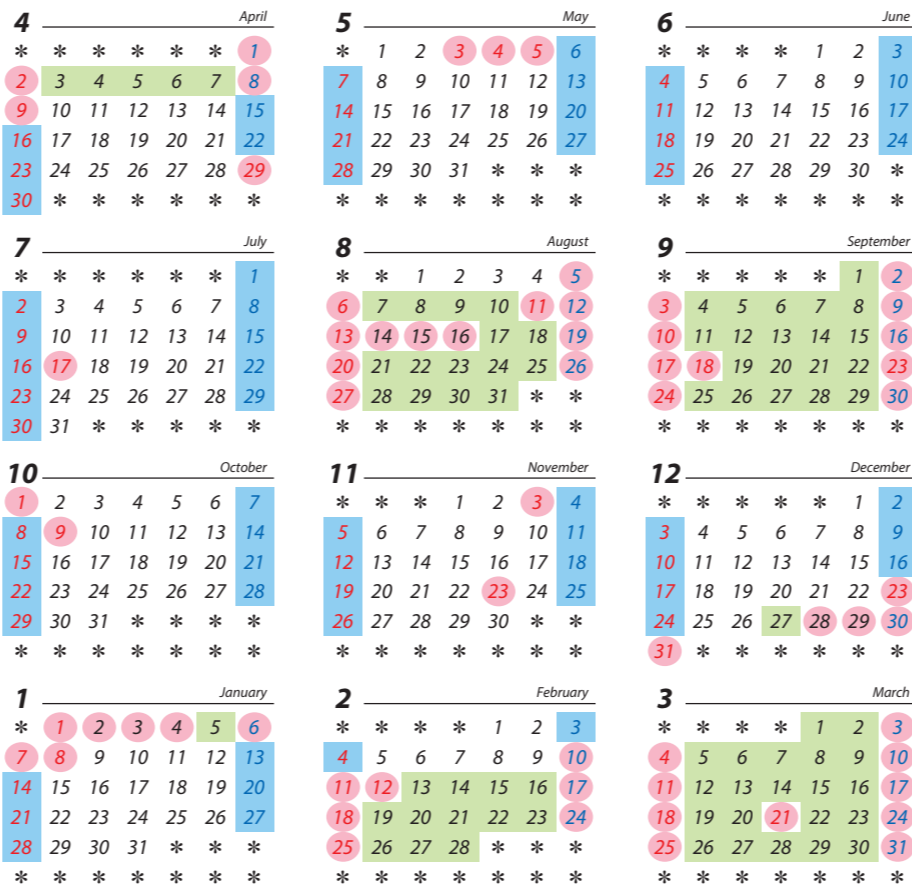 4 April
* * * * * * 1
2 3 4 5 6 7 8
9 10 11 12 13 14 15
16 17 18 19 20 21 22
23 24 25 26 27 28 29
30 * * * * * *
5 May
* 1 2 3 4 5 6
7 8 9 10 11 12 13
14 15 16 17 18 19 20
21 22 23 24 25 26 27
28 29 30 31 * * *
* * * * * * *
6 June
* * * * 1 2 3
4 5 6 7 8 9 10
11 12 13 14 15 16 17
18 19 20 21 22 23 24
25 26 27 28 29 30 *
* * * * * * *
7 July
* * * * * * 1
2 3 4 5 6 7 8
9 10 11 12 13 14 15
16 17 18 19 20 21 22
23 24 25 26 27 28 29
30 31 * * * * *
8 August
* * 1 2 3 4 5
6 7 8 9 10 11 12
13 14 15 16 17 18 19
20 21 22 23 24 25 26
27 28 29 30 31 * *
* * * * * * *
9 September
* * * * * 1 2
3 4 5 6 7 8 9
10 11 12 13 14 15 16
17 18 19 20 21 22 23
24 25 26 27 28 29 30
* * * * * * *
10 October
1 2 3 4 5 6 7
8 9 10 11 12 13 14
15 16 17 18 19 20 21
22 23 24 25 26 27 28
29 30 31 * * * *
* * * * * * *
11 November
* * * 1 2 3 4
5 6 7 8 9 10 11
12 13 14 15 16 17 18
19 20 21 22 23 24 25
26 27 28 29 30 * *
* * * * * * *
12 December
* * * * * 1 2
3 4 5 6 7 8 9
10 11 12 13 14 15 16
17 18 19 20 21 22 23
24 25 26 27 28 29 30
31 * * * * * *
1 January
* 1 2 3 4 5 6
7 8 9 10 11 12 13
14 15 16 17 18 19 20
21 22 23 24 25 26 27
28 29 30 31 * * *
* * * * * * *
2 February
* * * * 1 2 3
4 5 6 7 8 9 10
11 12 13 14 15 16 17
18 19 20 21 22 23 24
25 26 27 28 * * *
* * * * * * *
3 March
* * * * 1 2 3
4 5 6 7 8 9 10
11 12 13 14 15 16 17
18 19 20 21 22 23 24
25 26 27 28 29 30 31
* * * * * * *